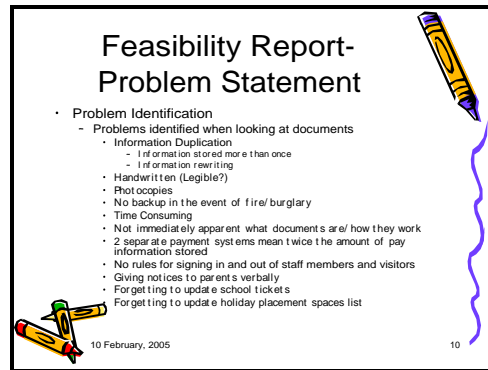 Feasibility Report-
Problem Statement
• Problem Identification
– Problems identified when looking at documents
• Information Duplication
– Information stored more than once
– Information rewriting
• Handwritten (Legible?)
• Photocopies
• No backup in the event of fire/burglary
• Time Consuming
• Not immediately apparent what documents are/how they work
• 2 separate payment systems mean twice the amount of pay
information stored
• No rules for signing in and out of staff members and visitors
• Giving notices to parents verbally
• Forgetting to update school tickets
• Forgetting to update holiday placement spaces list
10 February, 2005
10